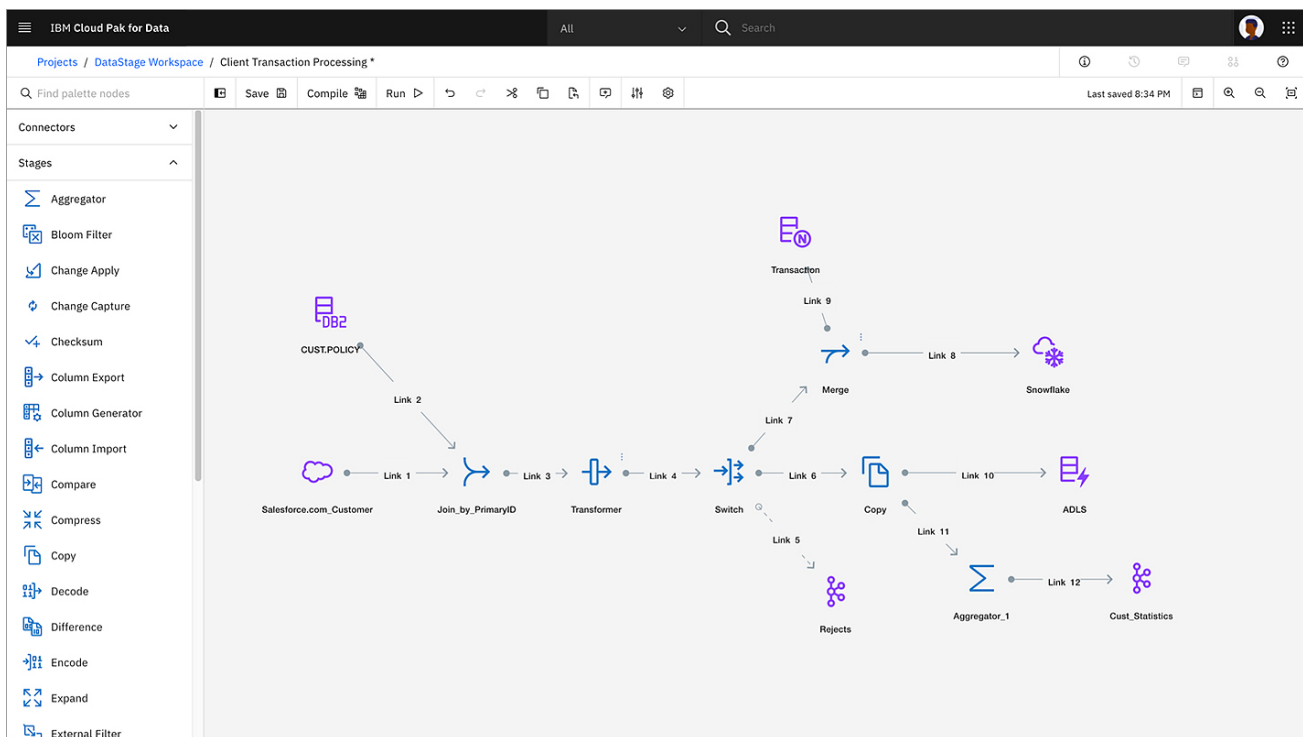 IBM Cloud Pak for Data
All
Search
Projects / DataStage Workspace / Client Transaction Processing *
Find palette nodes
Save
Compile
Run
Last saved 8:34 PM
Connectors
Stages
Aggregator
Bloom Filter
Change Apply
Change Capture
Checksum
Column Export
Column Generator
Column Import
Compare
Compress
Copy
Decode
Difference
Encode
Expand
External Filter
N
Transaction
Link 9
DB2
CUST.POLICY
Merge
Link 8
Snowflake
Link 2
Link 7
Link 1
Link 3
Link 4
Link 6
Link 10
Salesforce.com_Customer
Join_by_PrimaryID
Transformer
Switch
Copy
ADLS
Link 5
Link 11
Link 12
Rejects
Aggregator_1
Cust_Statistics